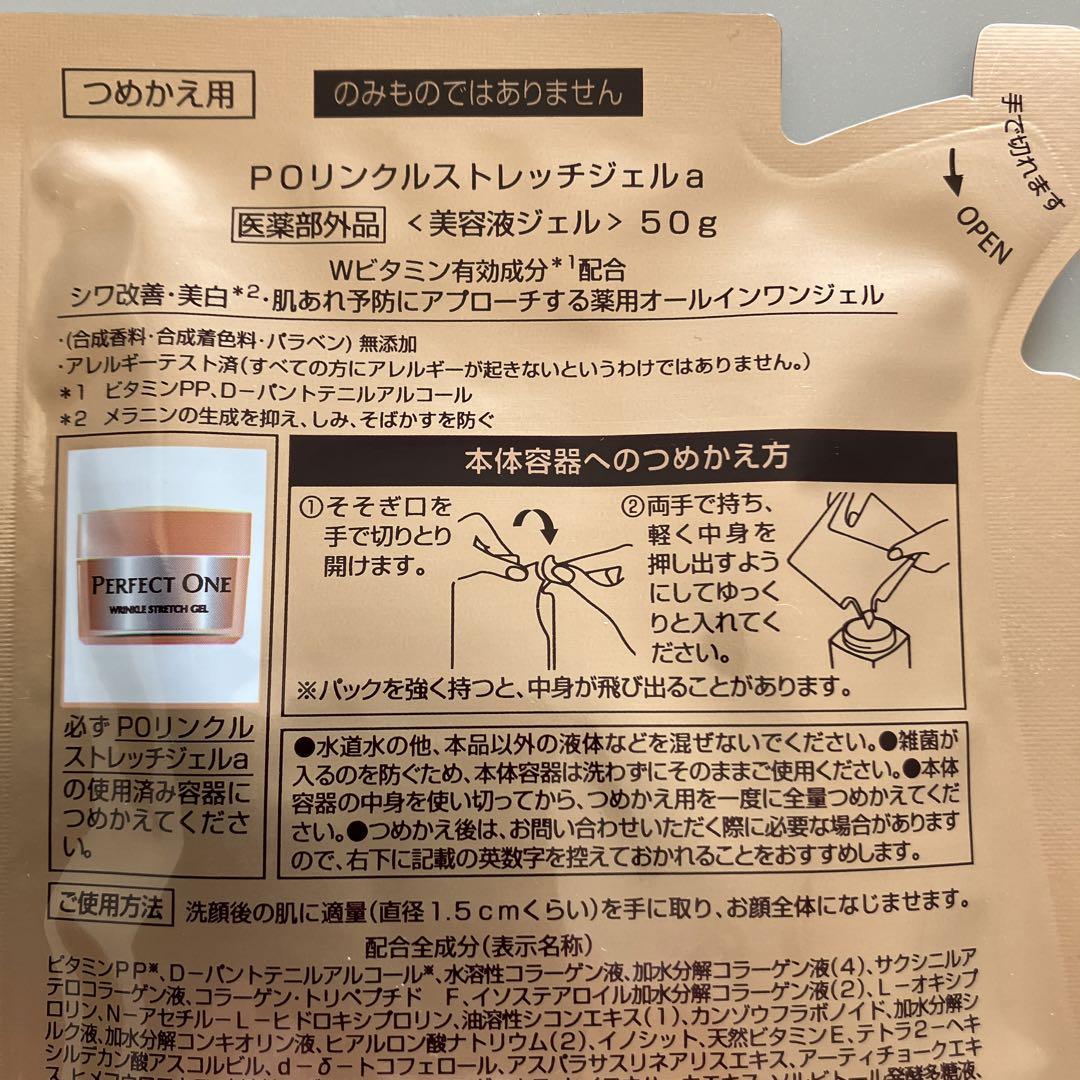 つめかえ用
のみものではありません
手で切れます
OPEN
POリンクルストレッチジェルa
医薬部外品 <美容液ジェル> 50g
Wビタミン有効成分*1配合
シワ改善・美白*2・肌あれ予防にアプローチする薬用オールインワンジェル
・(合成香料・合成着色料・パラベン) 無添加
・アレルギーテスト済(すべての方にアレルギーが起きないというわけではありません。)
*1 ビタミンPP、D-パントテニルアルコール
*2 メラニンの生成を抑え、しみ、そばかすを防ぐ
PERFECT ONE
WRINKLE STRETCH GEL
必ずPOリンクル
ストレッチジェルa
の使用済み容器に
つめかえてくださ
い。
本体容器へのつめかえ方
①そそぎ口を
手で切りとり
開けます。
②両手で持ち、
軽く中身を
押し出すよう
にしてゆっく
りと入れてく
ださい。
※パックを強く持つと、中身が飛び出ることがあります。
●水道水の他、本品以外の液体などを混ぜないでください。●雑菌が
入るのを防ぐため、本体容器は洗わずにそのままご使用ください。●本体
容器の中身を使い切ってから、つめかえ用を一度に全量つめかえてくだ
さい。●つめかえ後は、お問い合わせいただく際に必要な場合があります
ので、右下に記載の英数字を控えておかれることをおすすめします。
ご使用方法 洗顔後の肌に適量(直径1.5cmくらい)を手に取り、お顔全体になじませます。
配合全成分(表示名称)
ビタミンPP*、D-パントテニルアルコール*、水溶性コラーゲン液、加水分解コラーゲン液(4)、サクシニルア
テロコラーゲン液、コラーゲン・トリペプチド F、イソステアロイル加水分解コラーゲン液(2)、L-オキシプ
ロリン、N-アセチル-L-ヒドロキシプロリン、油溶性シコンエキス(1)、カンゾウフラボノイド、加水分解シ
ルク液、加水分解コンキオリン液、ヒアルロン酸ナトリウム(2)、イノシット、天然ビタミンE、テトラ2-ヘキ
シルデカン酸アスコルビル、d-δ-トコフェロール、アスパラサスリネアリスエキス、アーティチョークエキ